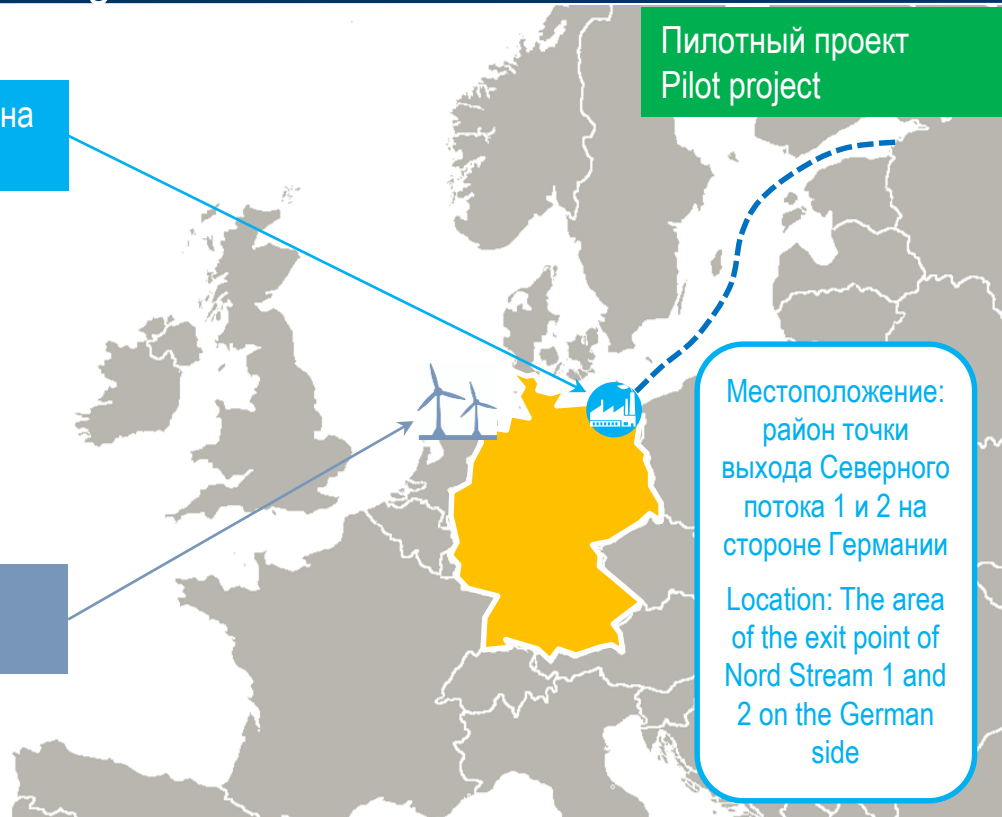 Пилотный проект
Pilot project
на
Местоположение:
район точки
выхода Северного
потока 1 и 2 на
стороне Германии
Location: The area
of the exit point of
Nord Stream 1 and
2 on the German
side